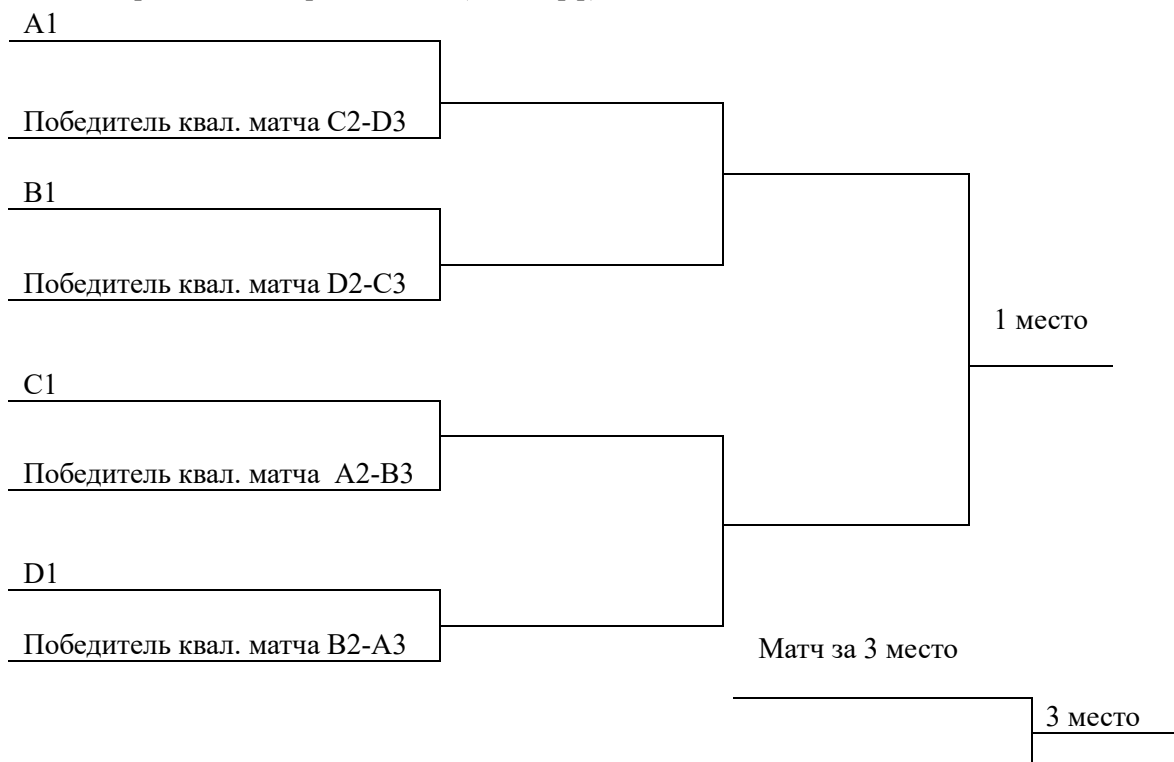 A1
Победитель квал. матча C2-D3
B1
Победитель квал. матча D2-C3
1 место
C1
Победитель квал. матча A2-B3
D1
Победитель квал. матча B2-A3
Матч за 3 место
3 место